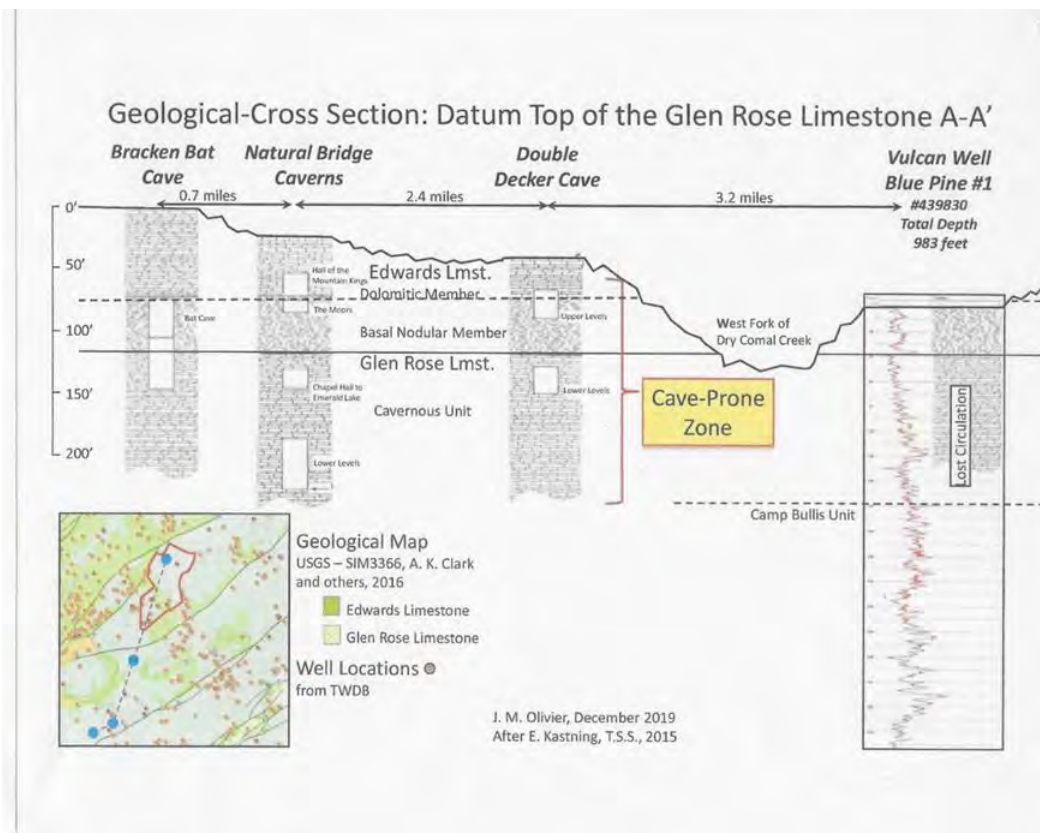 Geological-Cross Section: Datum Top of the Glen Rose Limestone A-A’
Bracken Bat
Cave
Natural Bridge
Caverns
Double
Decker Cave
Vulcan Well
Blue Pine #1
#439830
Total Depth
983 feet
0.7 miles
2.4 miles
3.2 miles
0’
50’
100’
150’
200’
Hall of the
Mountain Kings
Edwards Lmst.
Dolomitic Member
The Moors
Bat Cave
Upper Levels
Basal Nodular Member
West Fork of
Dry Comal Creek
Glen Rose Lmst.
Chapel Hall to
Emerald Lake
Lower Levels
Cavernous Unit
Cave-Prone
Zone
Lost Circulation
Lower Levels
Camp Bullis Unit
Geological Map
USGS – SIM3366, A. K. Clark
and others, 2016
Edwards Limestone
Glen Rose Limestone
Well Locations
from TWDB
J. M. Olivier, December 2019
After E. Kastning, T.S.S., 2015